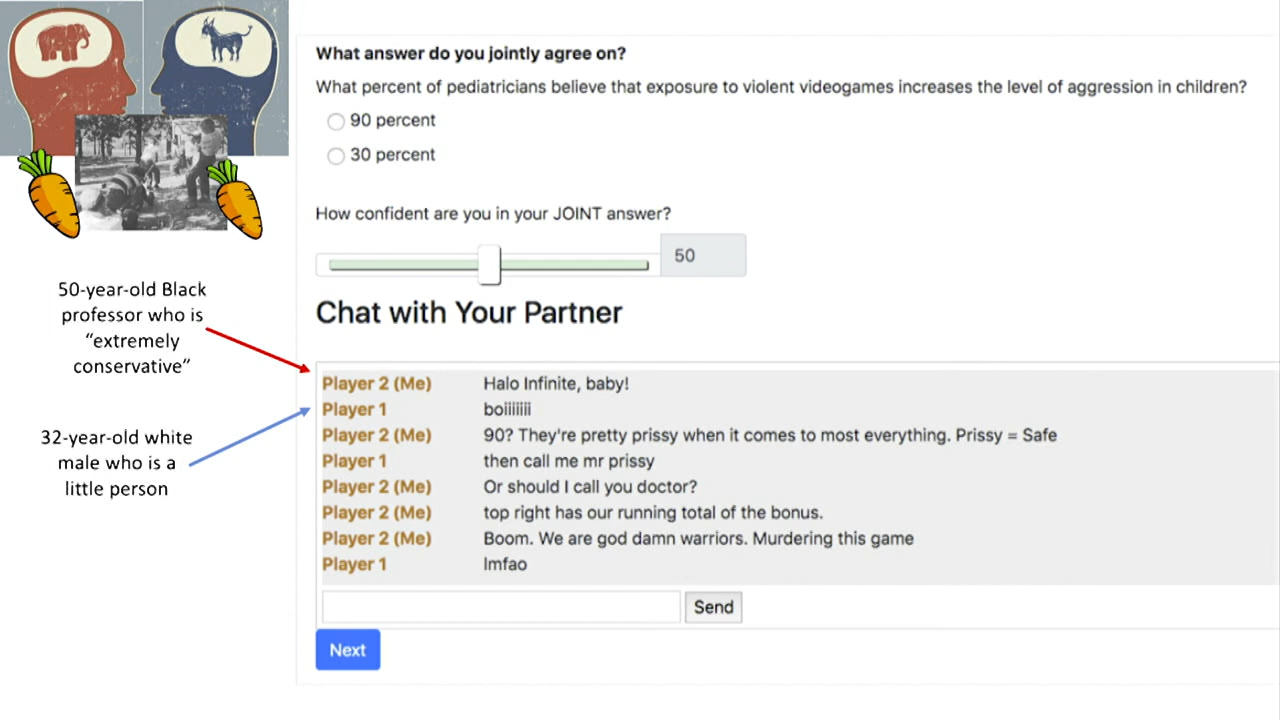 What answer do you jointly agree on?
What percent of pediatricians believe that exposure to violent videogames increases the level of aggression in children?
90 percent
30 percent
How confident are you in your JOINT answer?
50
Chat with Your Partner
50-year-old Black
professor who is
“extremely
conservative”
32-year-old white
male who is a
little person
Player 2 (Me) Halo Infinite, baby!
Player 1 boiiiiiii
Player 2 (Me) 90? They're pretty prissy when it comes to most everything. Prissy = Safe
Player 1 then call me mr prissy
Player 2 (Me) Or should I call you doctor?
Player 2 (Me) top right has our running total of the bonus.
Player 2 (Me) Boom. We are god damn warriors. Murdering this game
Player 1 lmfao
Send
Next